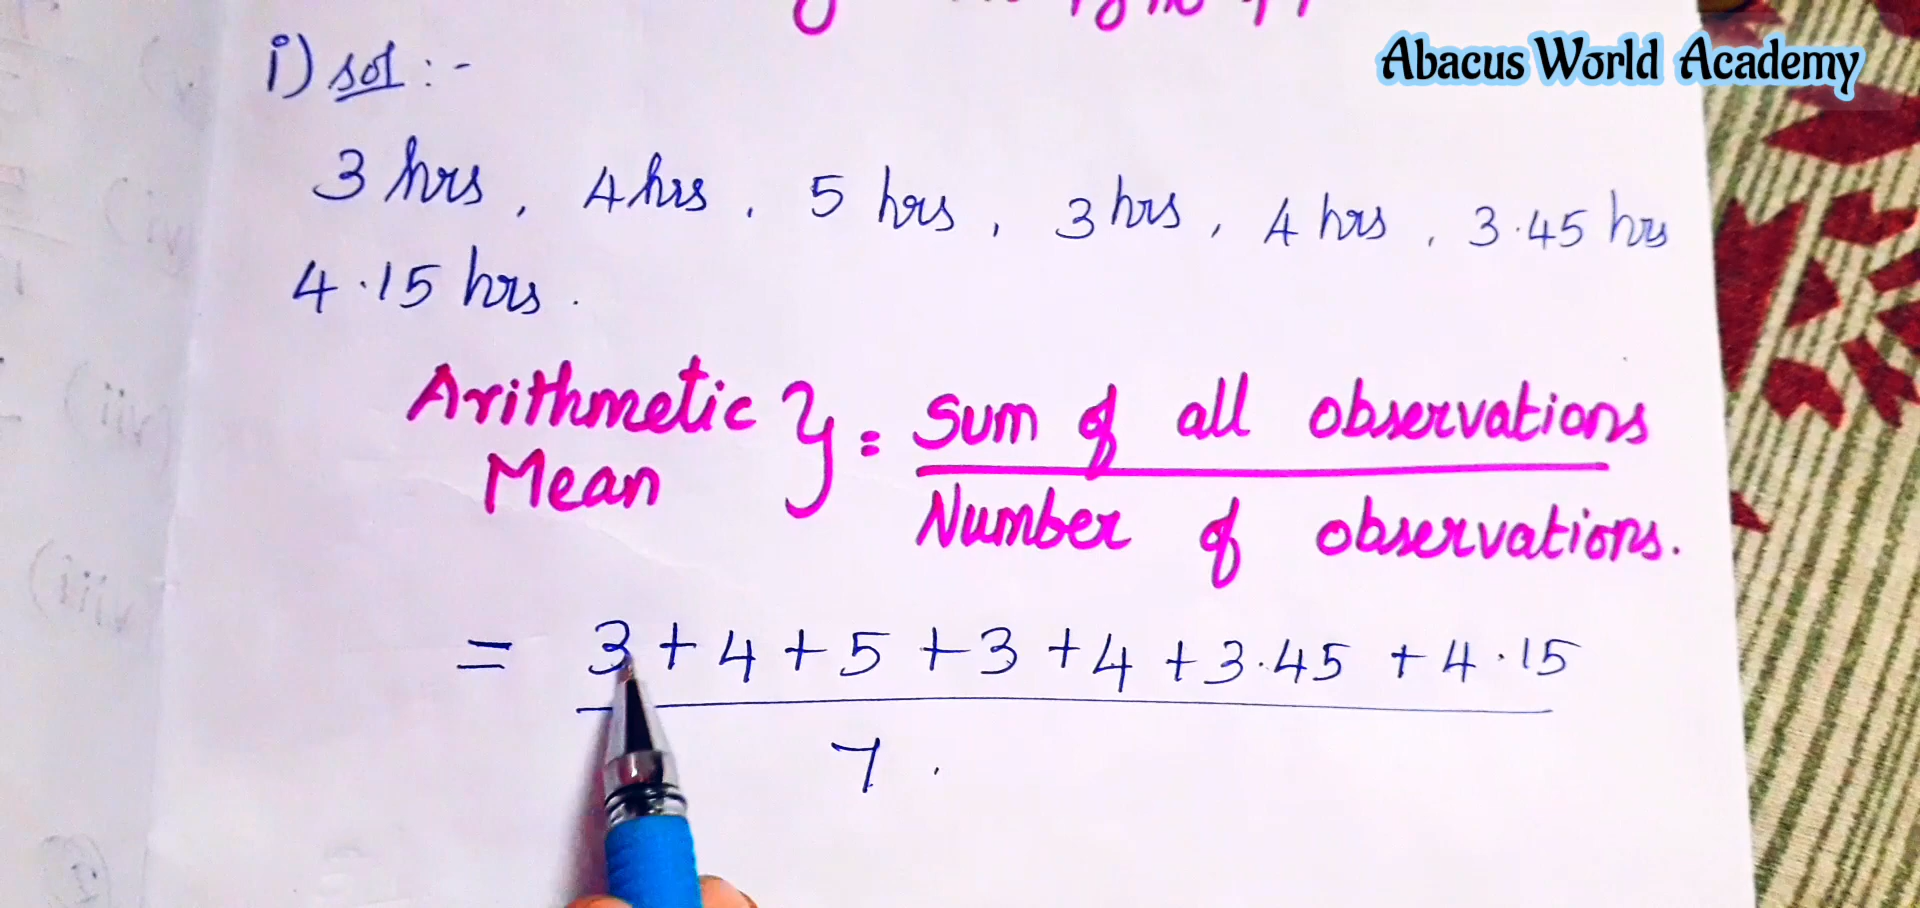 Abacus World Academy
i) sol :-
3 hrs, 4 hrs, 5 hrs, 3 hrs, 4 hrs, 3.45 hrs
4.15 hrs.
Arithmetic Mean } = Sum of all observations
Number of observations.
= 3 + 4 + 5 + 3 + 4 + 3.45 + 4.15
7.